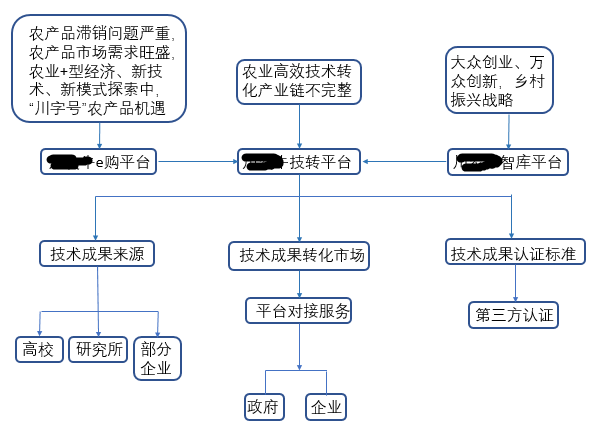 农产品滞销问题严重,
农产品市场需求旺盛,
农业+型经济、新技
术、新模式探索中,
“川字号”农产品机遇
农业高效技术转
化产业链不完整
大众创业、万
众创新, 乡村
振兴战略
e购平台
技转平台
智库平台
技术成果来源
技术成果转化市场
技术成果认证标准
平台对接服务
第三方认证
高校
研究所
部分
企业
政府
企业